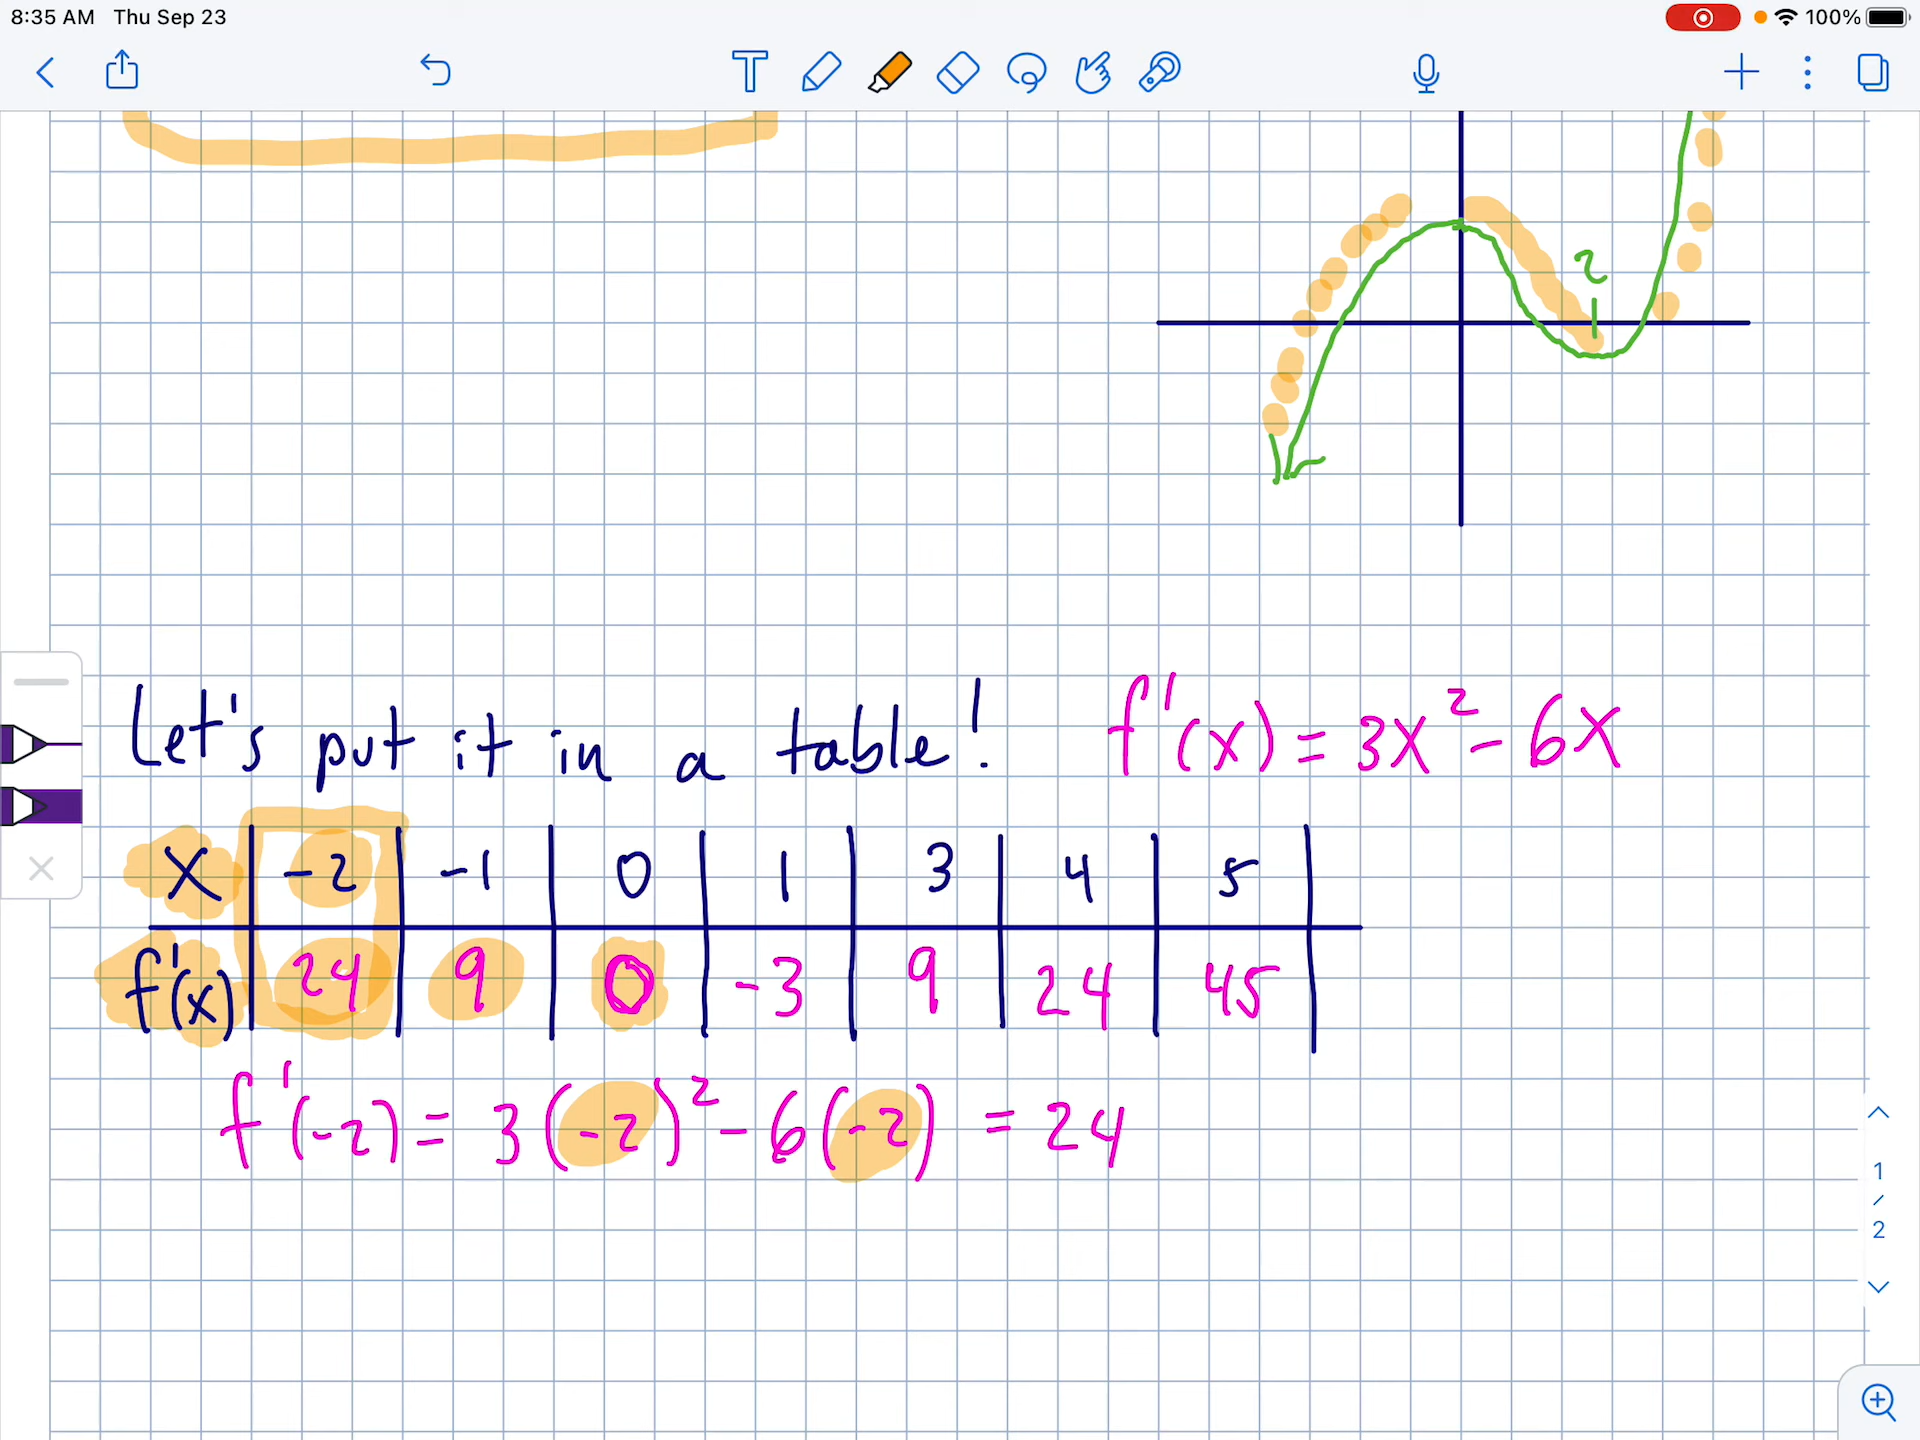 8:35 AM Thu Sep 23 100%
T
2
Let's put it in a table! f'(x) = 3x² - 6x
x -2 -1 0 1 3 4 5
f'(x) 24 9 0 -3 9 24 45
f'(-2) = 3(-2)² - 6(-2) = 24
1
/
2